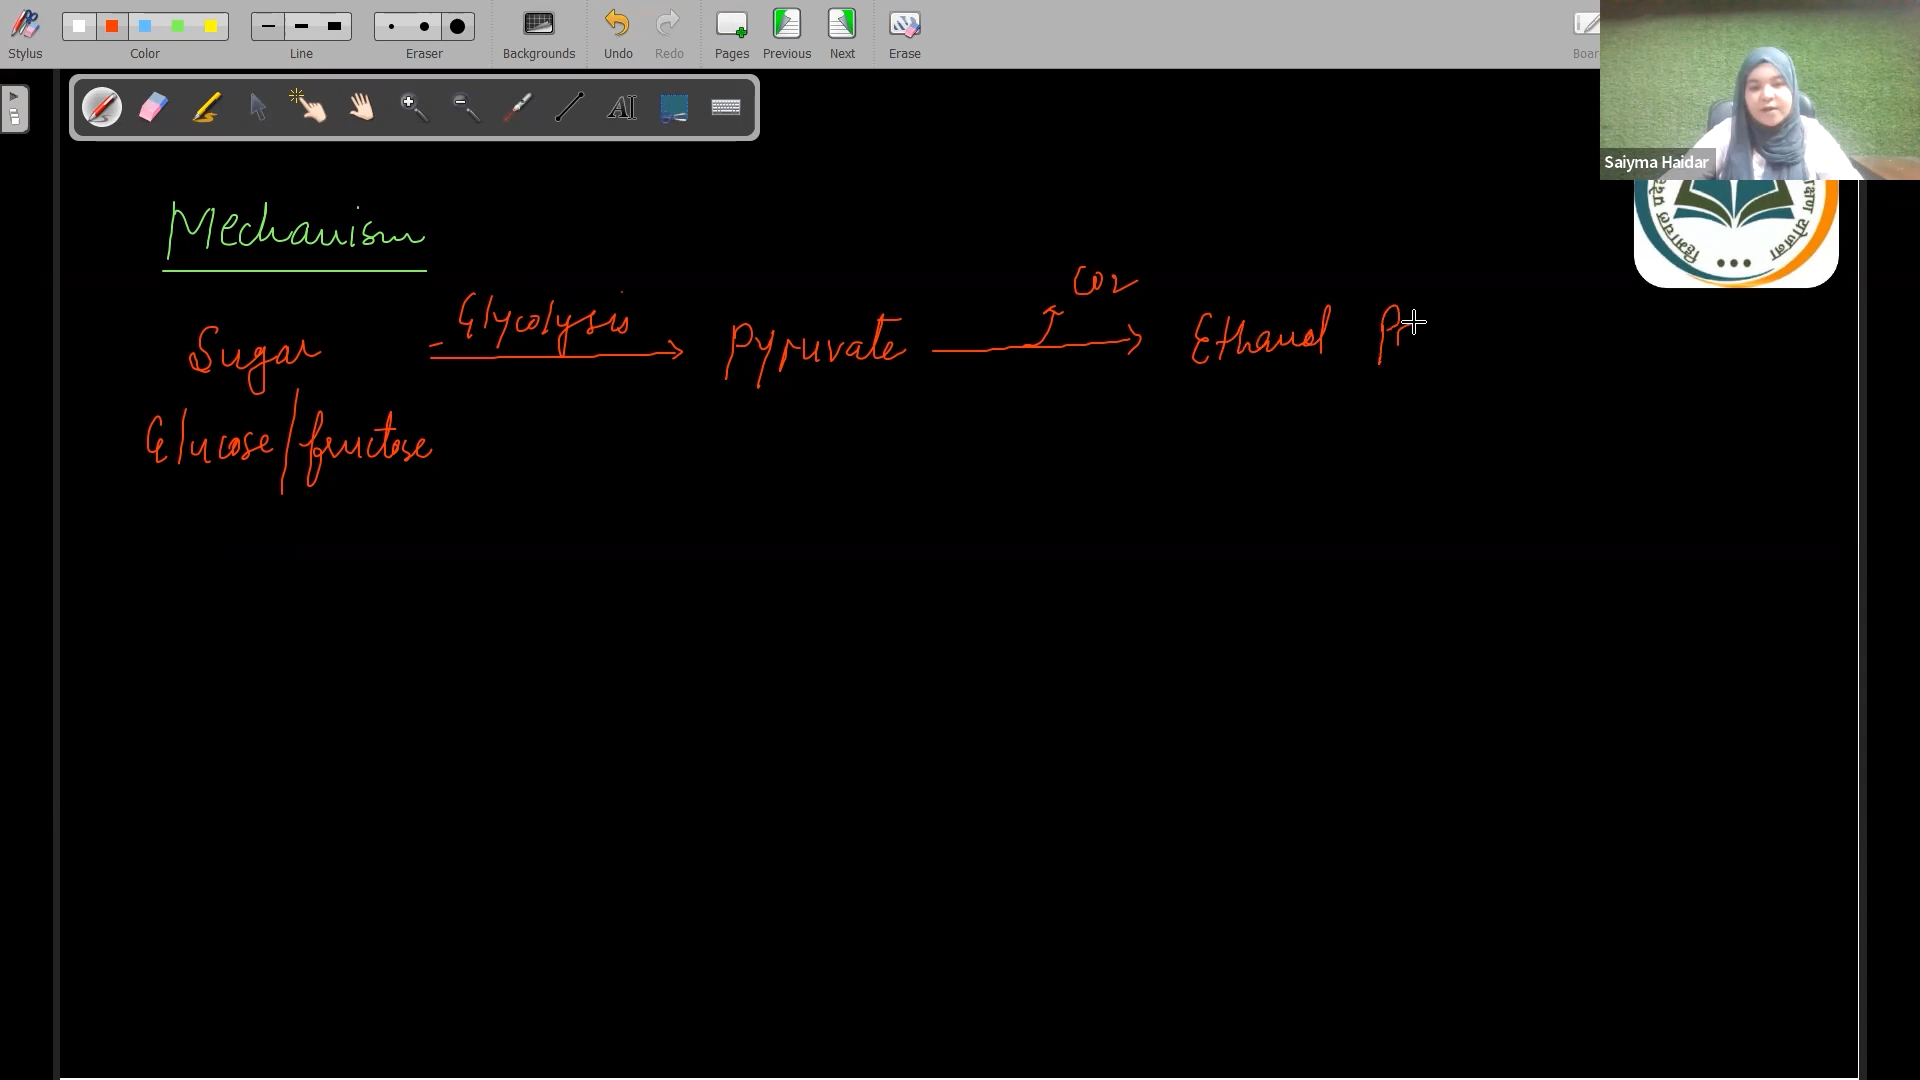 Stylus Color Line Eraser Backgrounds Undo Redo Pages Previous Next Erase
Saiyma Haidar
Mechanism
CO2
Sugar Glycolysis Pyruvate Ethanol Pr
Glucose/fructose